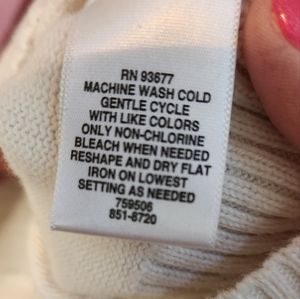 RN 93677
MACHINE WASH COLD
GENTLE CYCLE
WITH LIKE COLORS
ONLY NON-CHLORINE
BLEACH WHEN NEEDED
RESHAPE AND DRY FLAT
IRON ON LOWEST
SETTING AS NEEDED
759506
851-8720